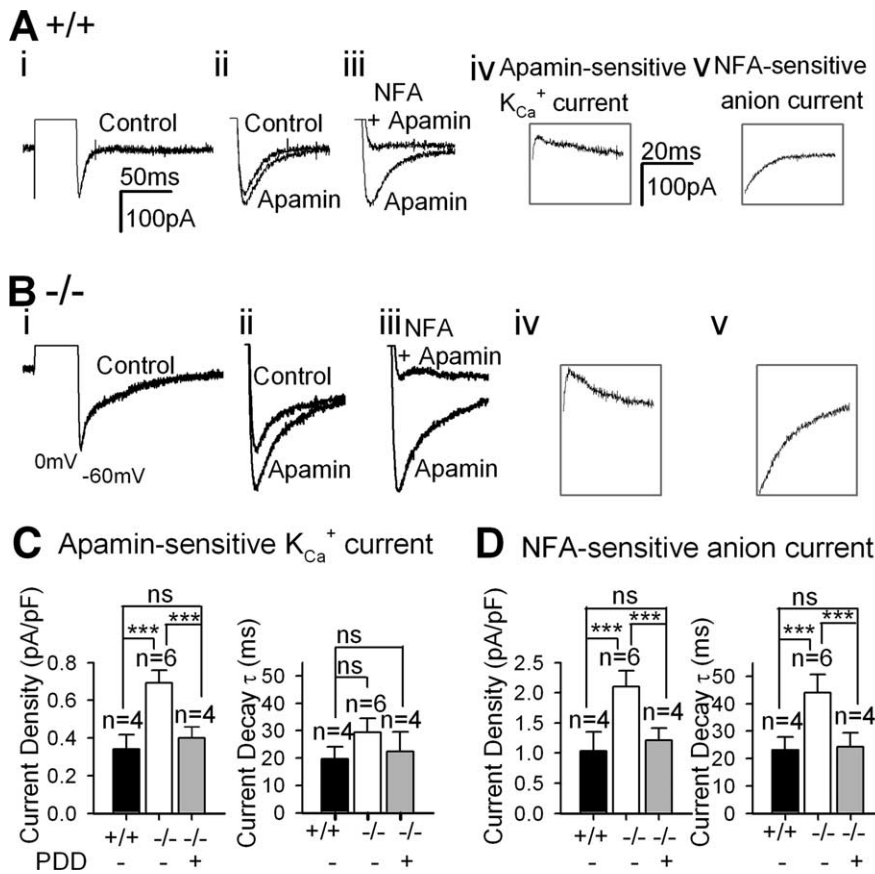 A +/+
i ii iii iv Apamin-sensitive v NFA-sensitive
K_Ca^+ current anion current
Control
Control
NFA
+ Apamin
50ms
100pA
Apamin
Apamin
20ms
100pA
B -/-
i ii iii iv v
NFA
+ Apamin
Control
Control
0mV
-60mV
Apamin
Apamin
C Apamin-sensitive K_Ca^+ current
Current Density (pA/pF)
0.8
0.6
0.4
0.2
0.0
ns
*** ***
n=6
n=4 n=4
+/+ -/- -/-
PDD - - +
Current Decay τ (ms)
50
40
30
20
10
0
ns
ns
n=6
n=4 n=4
+/+ -/- -/-
- - +
D NFA-sensitive anion current
Current Density (pA/pF)
2.5
2.0
1.5
1.0
0.5
0.0
ns
*** ***
n=6
n=4 n=4
+/+ -/- -/-
- - +
Current Decay τ (ms)
50
40
30
20
10
0
ns
*** ***
n=6
n=4 n=4
+/+ -/- -/-
- - +